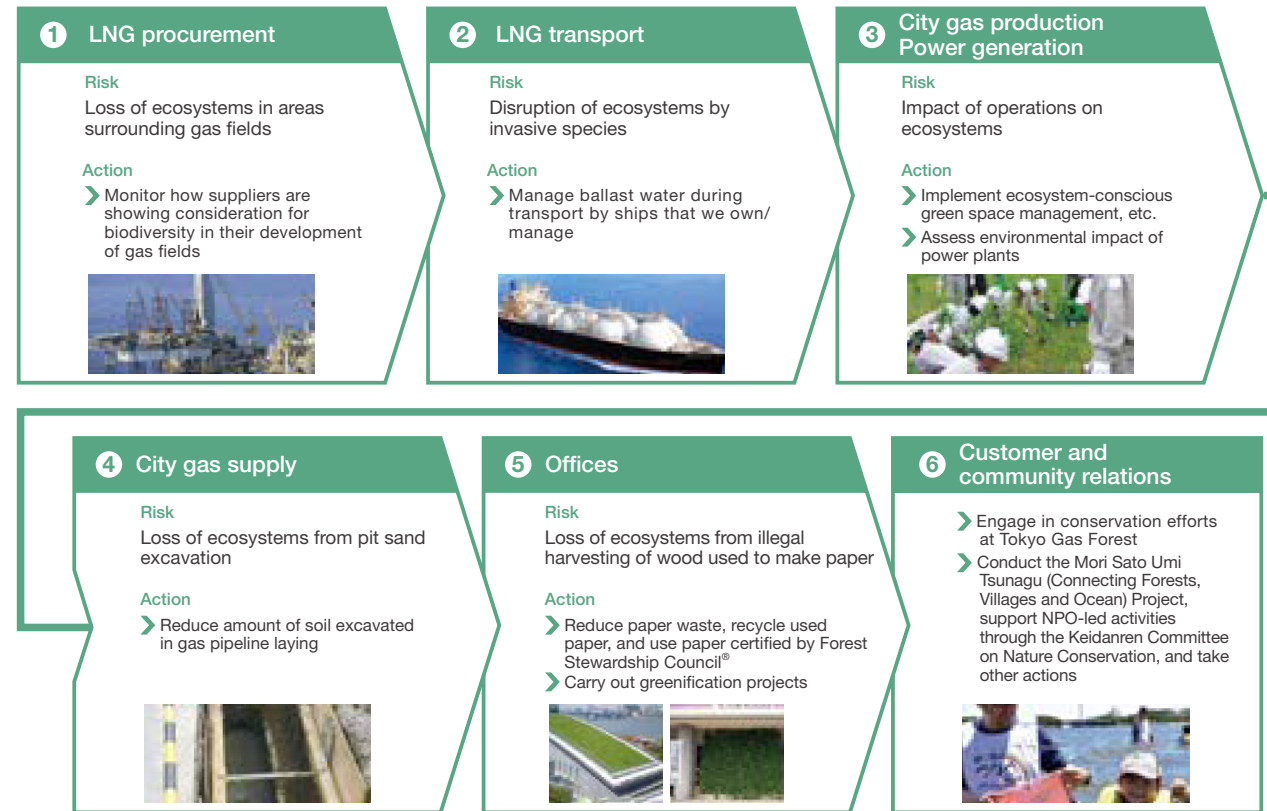 1 LNG procurement
Risk
Loss of ecosystems in areas
surrounding gas fields
Action
Monitor how suppliers are
showing consideration for
biodiversity in their development
of gas fields
2 LNG transport
Risk
Disruption of ecosystems by
invasive species
Action
Manage ballast water during
transport by ships that we own/
manage
3 City gas production
Power generation
Risk
Impact of operations on
ecosystems
Action
Implement ecosystem-conscious
green space management, etc.
Assess environmental impact of
power plants
4 City gas supply
Risk
Loss of ecosystems from pit sand
excavation
Action
Reduce amount of soil excavated
in gas pipeline laying
5 Offices
Risk
Loss of ecosystems from illegal
harvesting of wood used to make paper
Action
Reduce paper waste, recycle used
paper, and use paper certified by Forest
Stewardship Council®
Carry out greenification projects
6 Customer and
community relations
Engage in conservation efforts
at Tokyo Gas Forest
Conduct the Mori Sato Umi
Tsunagu (Connecting Forests,
Villages and Ocean) Project,
support NPO-led activities
through the Keidanren Committee
on Nature Conservation, and take
other actions